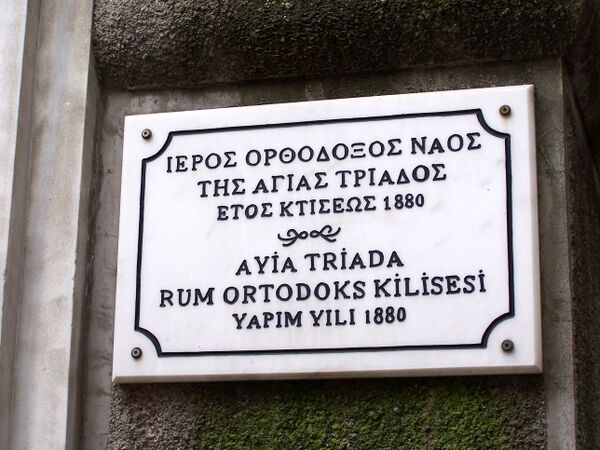 ΙΕΡΟΣ ΟΡΘΟΔΟΞΟΣ ΝΑΟΣ
ΤΗΣ ΑΓΙΑΣ ΤΡΙΑΔΟΣ
ΕΤΟΣ ΚΤΙΣΕΩΣ 1880
AYİA TRİADA
RUM ORTODOKS KİLİSESİ
YAPIM YILI 1880